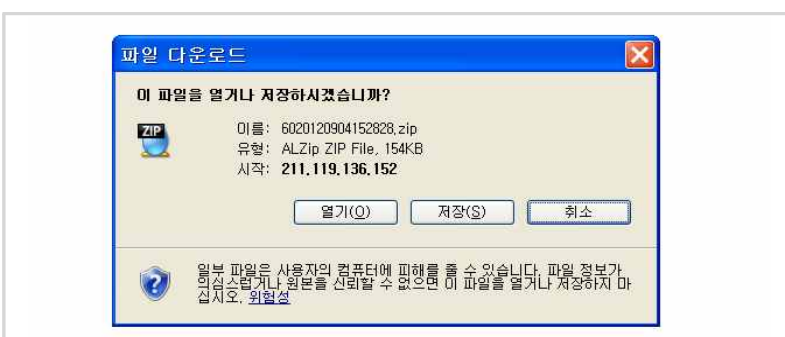 파일 다운로드
이 파일을 열거나 저장하시겠습니까?
ZIP
이름: 6020120904152828.zip
유형: ALZip ZIP File, 154KB
시작: 211.119.136.152
열기(O) 저장(S) 취소
일부 파일은 사용자의 컴퓨터에 피해를 줄 수 있습니다. 파일 정보가
의심스럽거나 원본을 신뢰할 수 없으면 이 파일을 열거나 저장하지 마
십시오. 위험성